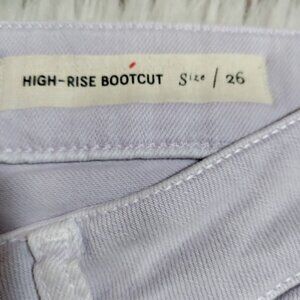 HIGH-RISE BOOTCUT Size / 26